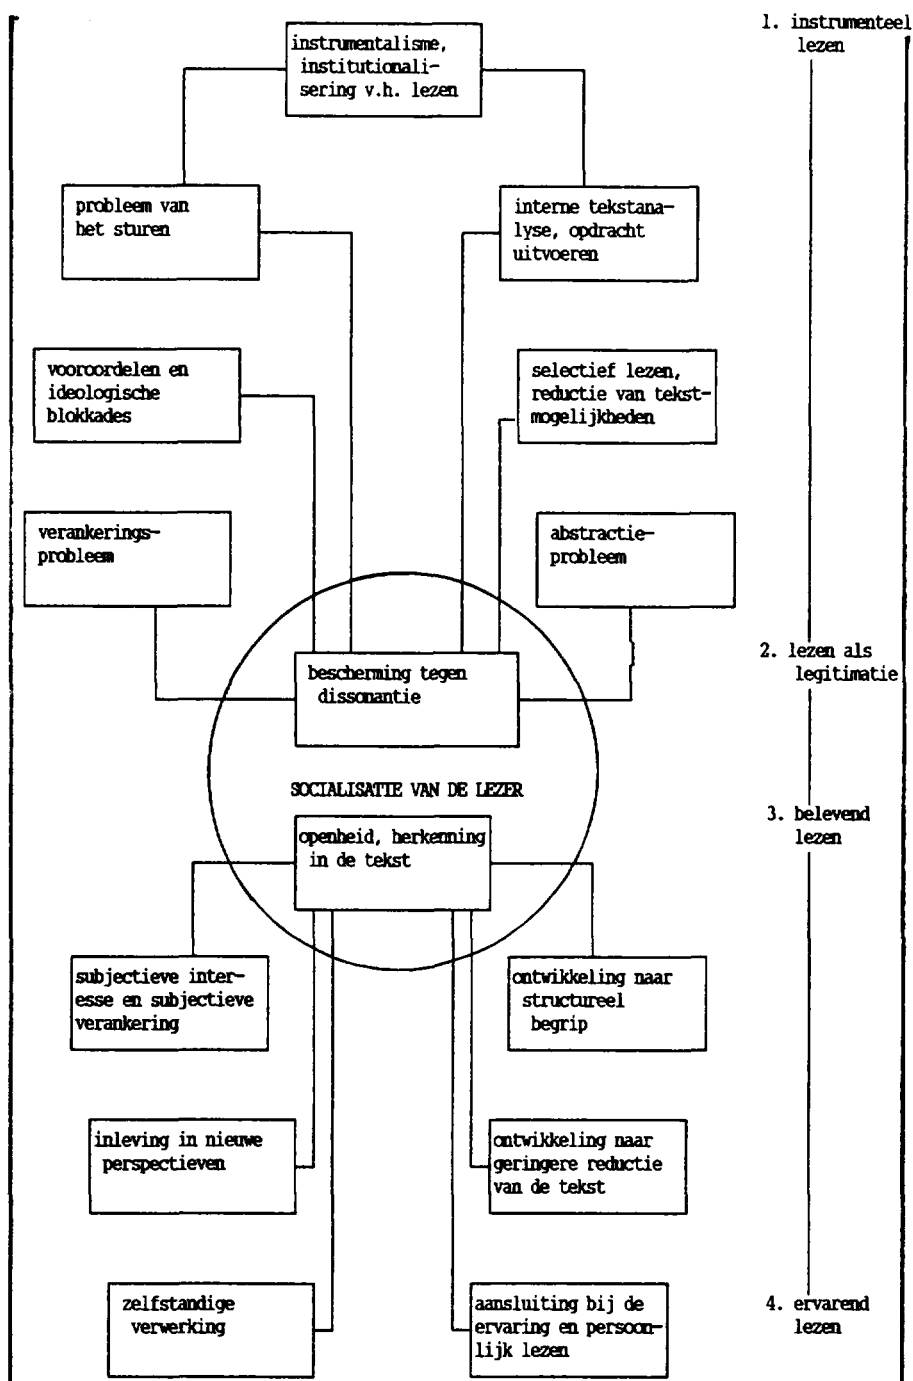 instrumentalisme,
institutionali-
sering v.h. lezen
1. instrumenteel
lezen
probleem van
het sturen
interne tekstana-
lyse, opdracht
uitvoeren
vooroordelen en
ideologische
blokkades
selectief lezen,
reductie van tekst-
mogelijkheden
verankerings-
probleem
abstractie-
probleem
bescherming tegen
dissonantie
2. lezen als
legitimatie
SOCIALISATIE VAN DE LEZER
openheid, herkenning
in de tekst
3. belevend
lezen
subjectieve inter-
esse en subjectieve
verankering
ontwikkeling naar
structureel
begrip
inleving in nieuwe
perspectieven
ontwikkeling naar
geringere reductie
van de tekst
zelfstandige
verwerking
aansluiting bij de
ervaring en persoon-
lijk lezen
4. ervarend
lezen